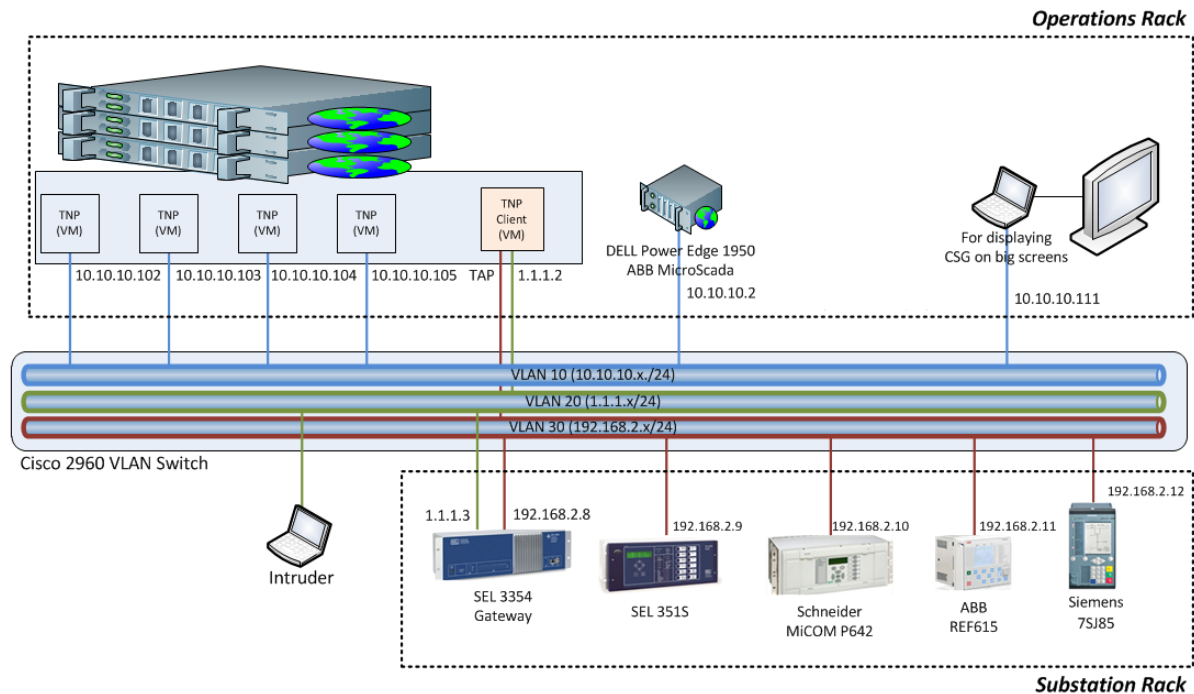 Operations Rack
TNP
(VM)
TNP
(VM)
TNP
(VM)
TNP
(VM)
TNP
Client
(VM)
10.10.10.102
10.10.10.103
10.10.10.104
10.10.10.105
TAP
1.1.1.2
DELL Power Edge 1950
ABB MicroScada
10.10.10.2
For displaying
CSG on big screens
10.10.10.111
VLAN 10 (10.10.10.x./24)
VLAN 20 (1.1.1.x/24)
VLAN 30 (192.168.2.x/24)
Cisco 2960 VLAN Switch
Intruder
1.1.1.3
192.168.2.8
192.168.2.9
192.168.2.10
192.168.2.11
192.168.2.12
SEL 3354
Gateway
SEL 351S
Schneider
MiCOM P642
ABB
REF615
Siemens
7SJ85
Substation Rack